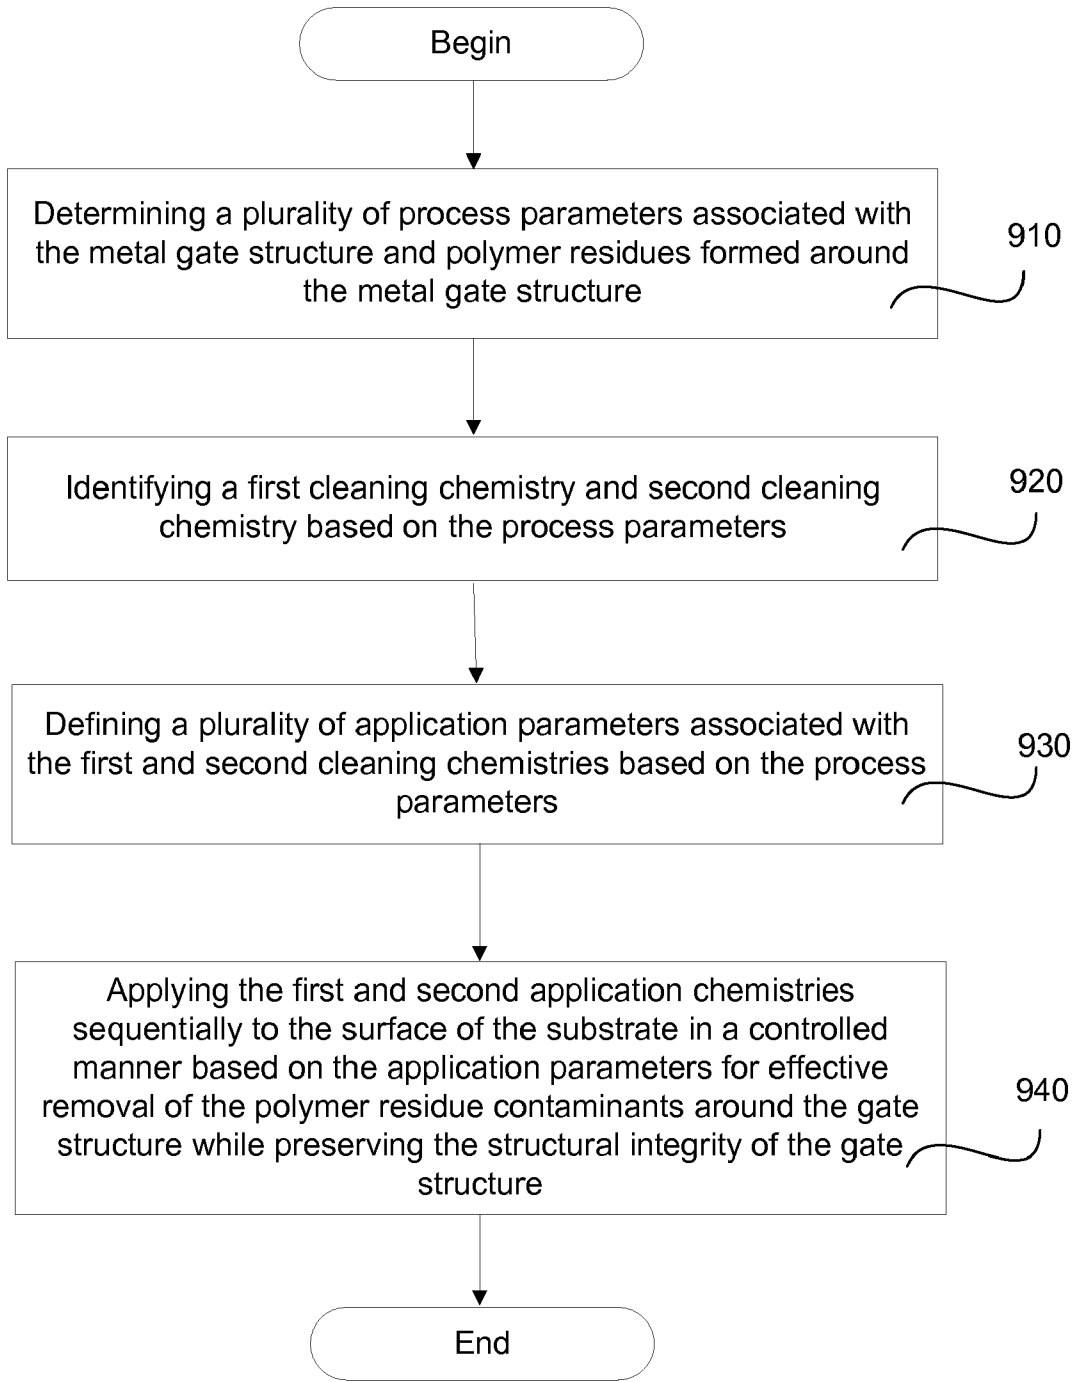 Begin
Determining a plurality of process parameters associated with
the metal gate structure and polymer residues formed around
the metal gate structure
910
Identifying a first cleaning chemistry and second cleaning
chemistry based on the process parameters
920
Defining a plurality of application parameters associated with
the first and second cleaning chemistries based on the process
parameters
930
Applying the first and second application chemistries
sequentially to the surface of the substrate in a controlled
manner based on the application parameters for effective
removal of the polymer residue contaminants around the gate
structure while preserving the structural integrity of the gate
structure
940
End